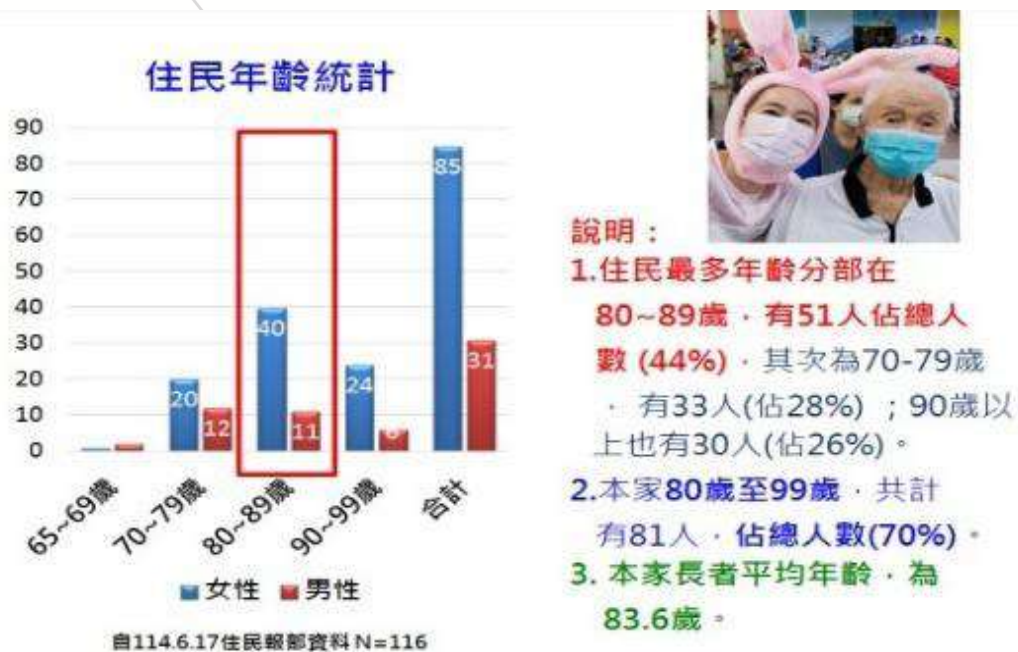 住民年齡統計
90
80
70
60
50
40
30
20
10
0
20
12
40
11
24
6
85
31
65~69歲
70~79歲
80~89歲
90~99歲
合計
女性 男性
自114.6.17住民報部資料 N=116
說明：
1.住民最多年齡分部在
80~89歲，有51人佔總人
數 (44%)，其次為70-79歲
，有33人(佔28%) ；90歲以
上也有30人(佔26%)。
2.本家80歲至99歲，共計
有81人，佔總人數(70%)。
3. 本家長者平均年齡，為
83.6歲。